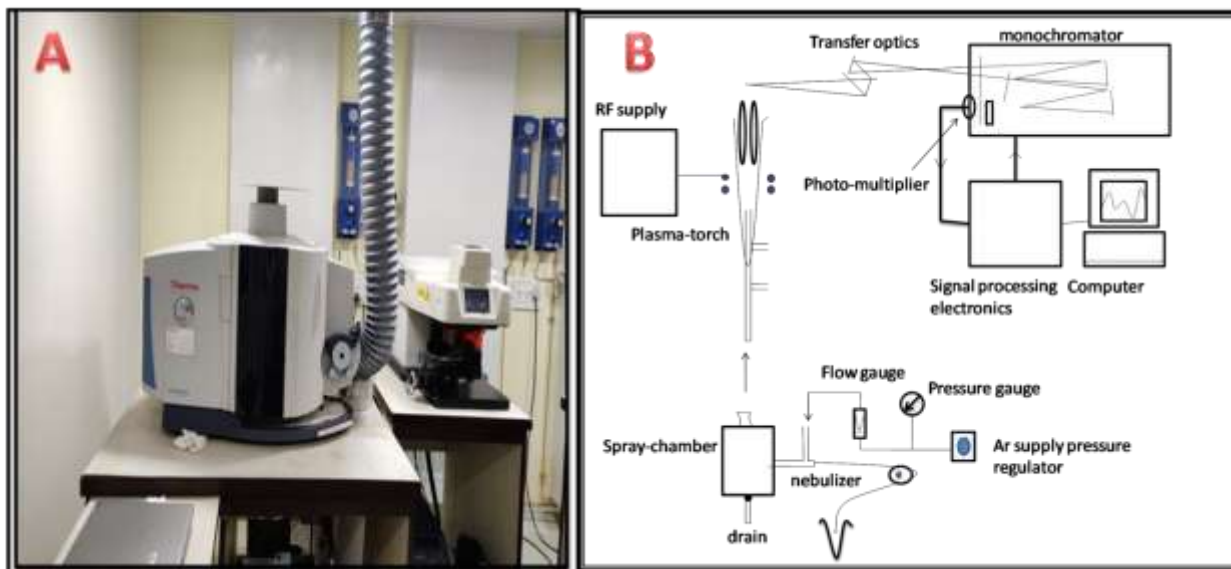 A
Thermo
B
Transfer optics
monochromator
RF supply
Photo-multiplier
Plasma-torch
Signal processing
electronics
Computer
Flow gauge
Pressure gauge
Spray-chamber
nebulizer
Ar supply pressure
regulator
drain